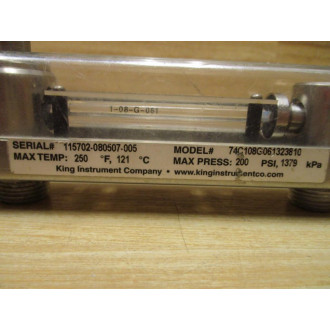 1-08-G-061
SERIAL# 115702-080507-005 MODEL# 74C108G061323810
MAX TEMP: 250 °F, 121 °C MAX PRESS: 200 PSI, 1379 kPa
King Instrument Company • www.kinginstrumentco.com